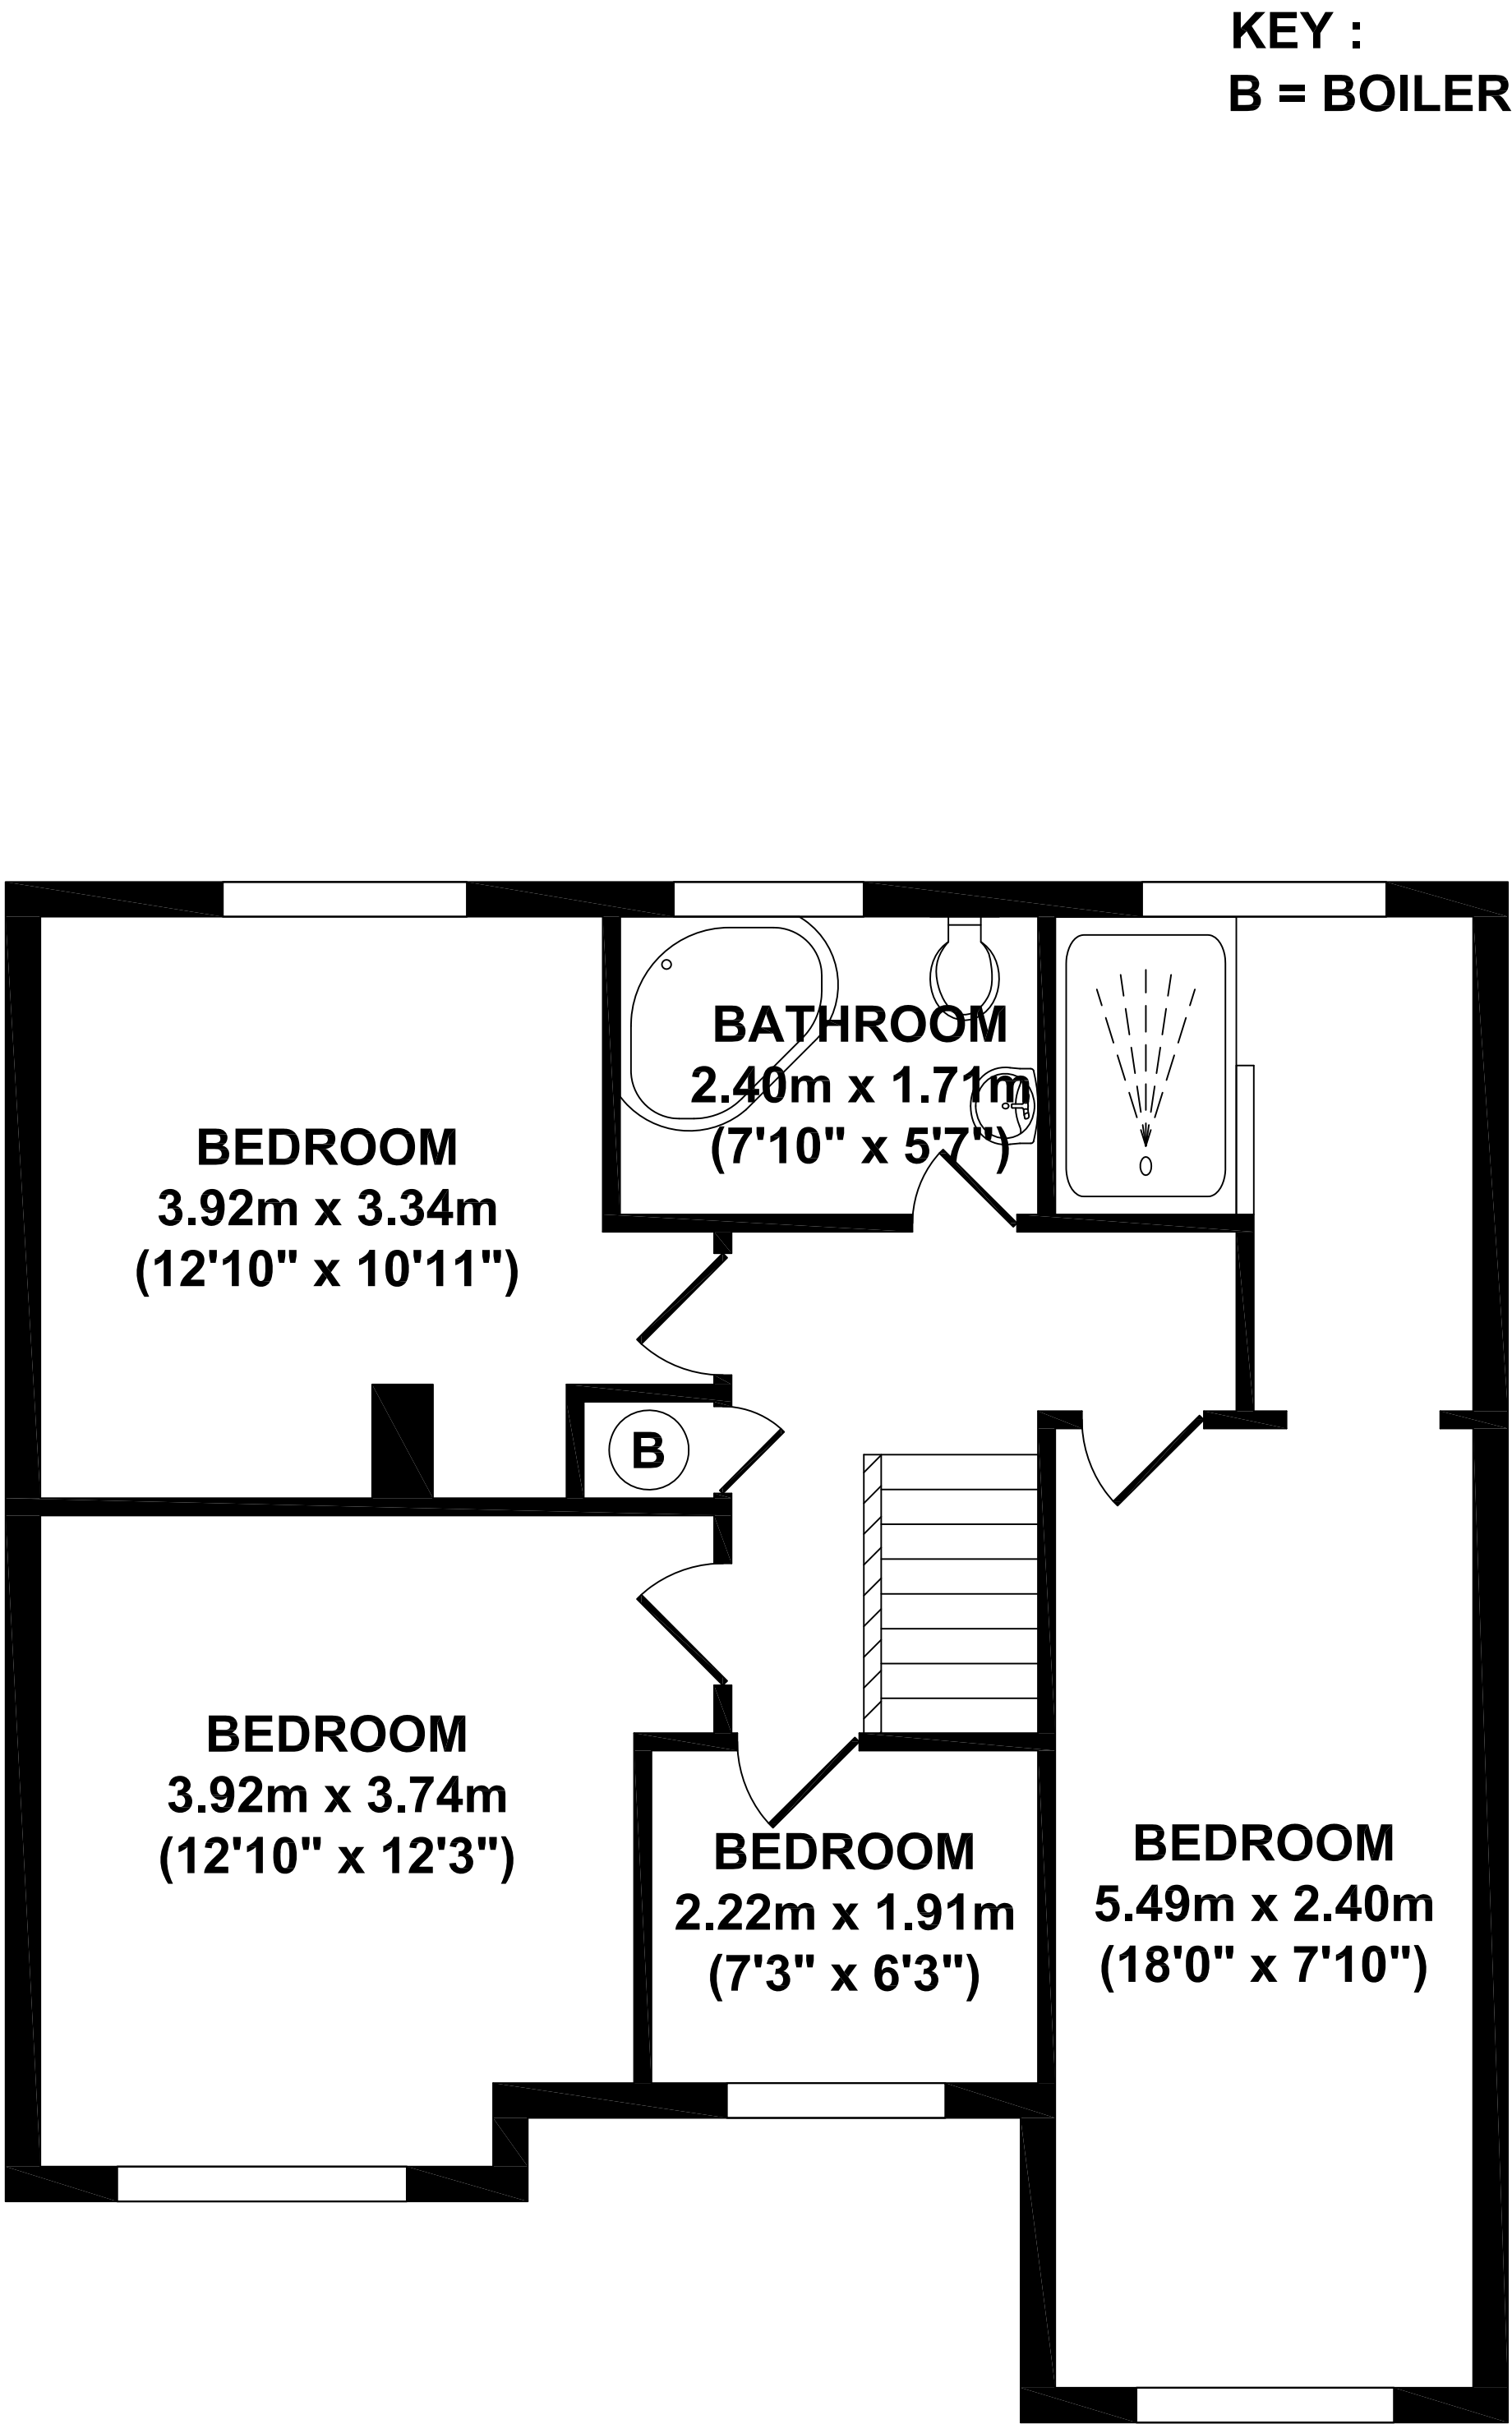 KEY :
B = BOILER
BATHROOM
2.40m x 1.71m
(7'10" x 5'7")
BEDROOM
3.92m x 3.34m
(12'10" x 10'11")
B
BEDROOM
3.92m x 3.74m
(12'10" x 12'3")
BEDROOM
2.22m x 1.91m
(7'3" x 6'3")
BEDROOM
5.49m x 2.40m
(18'0" x 7'10")